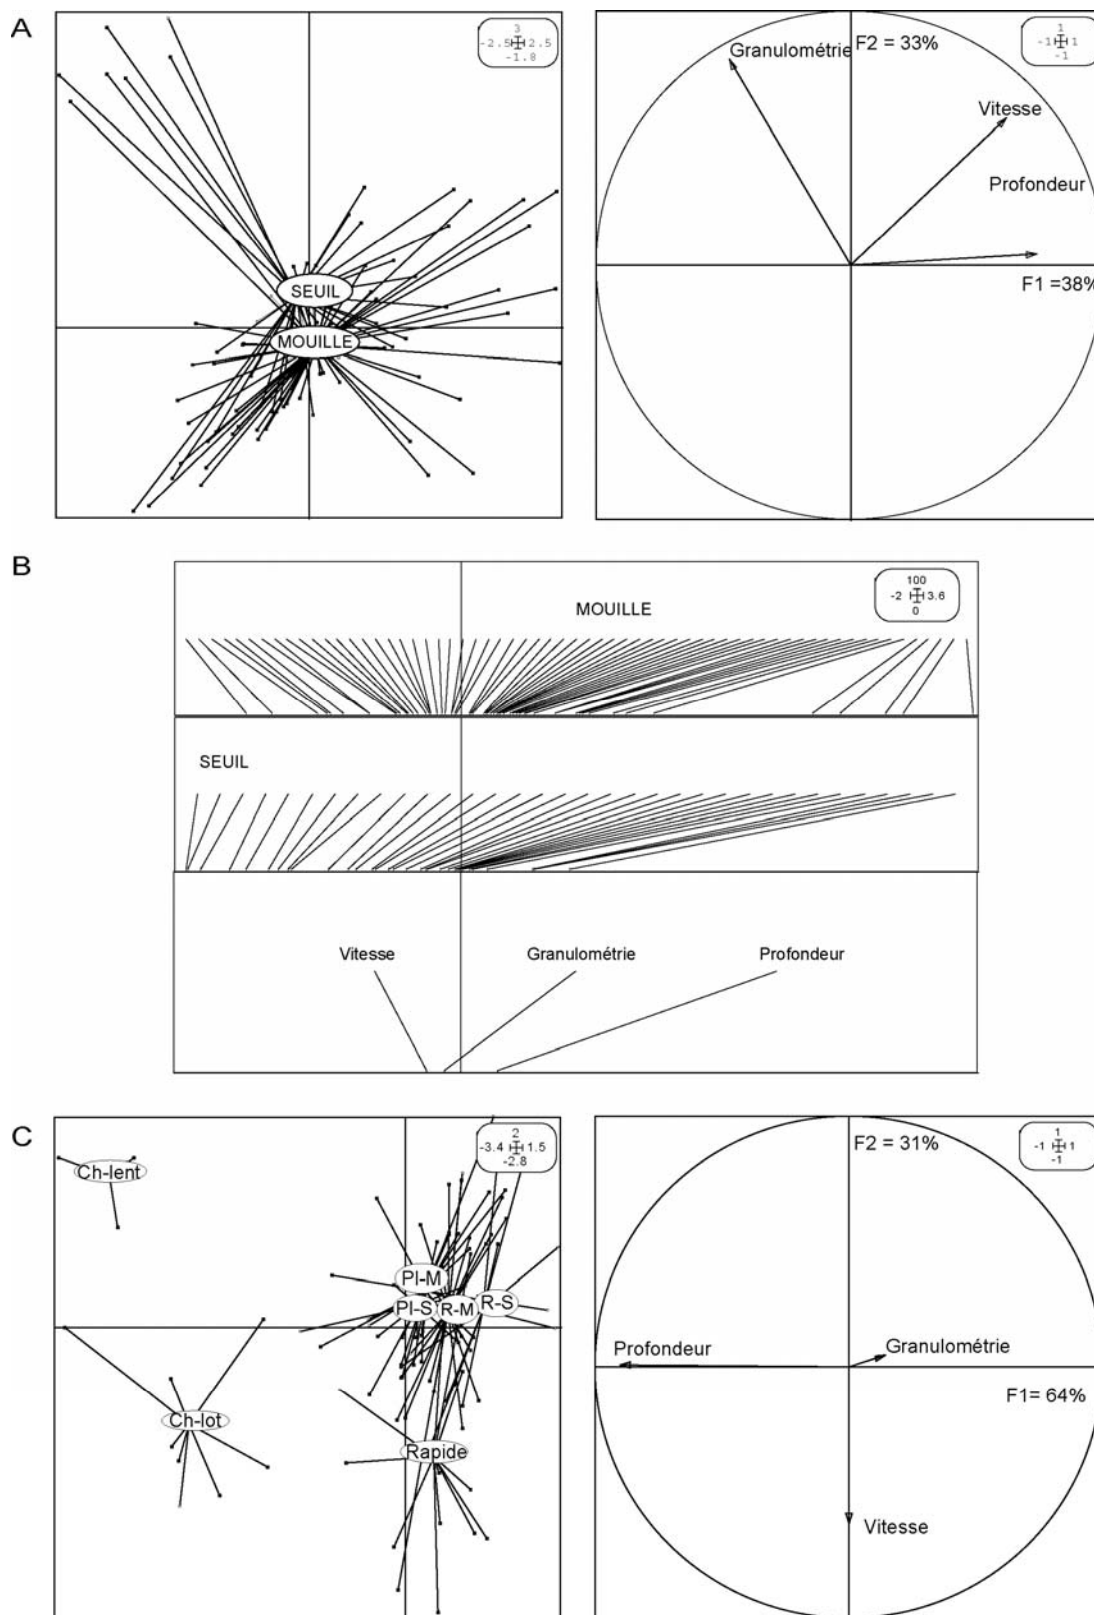 A
3
-2.5 2.5
-1.8
SEUIL
MOUILLE
Granulométrie
F2 = 33%
1
-1 1
-1
Vitesse
Profondeur
F1 =38%
B
100
-2 3.6
0
MOUILLE
SEUIL
Vitesse Granulométrie Profondeur
C
2
-3.4 1.5
-2.8
Ch-lent
Pl-M
Pl-S R-M R-S
Ch-lot
Rapide
F2 = 31%
1
-1 1
-1
Profondeur
Granulométrie
F1= 64%
Vitesse